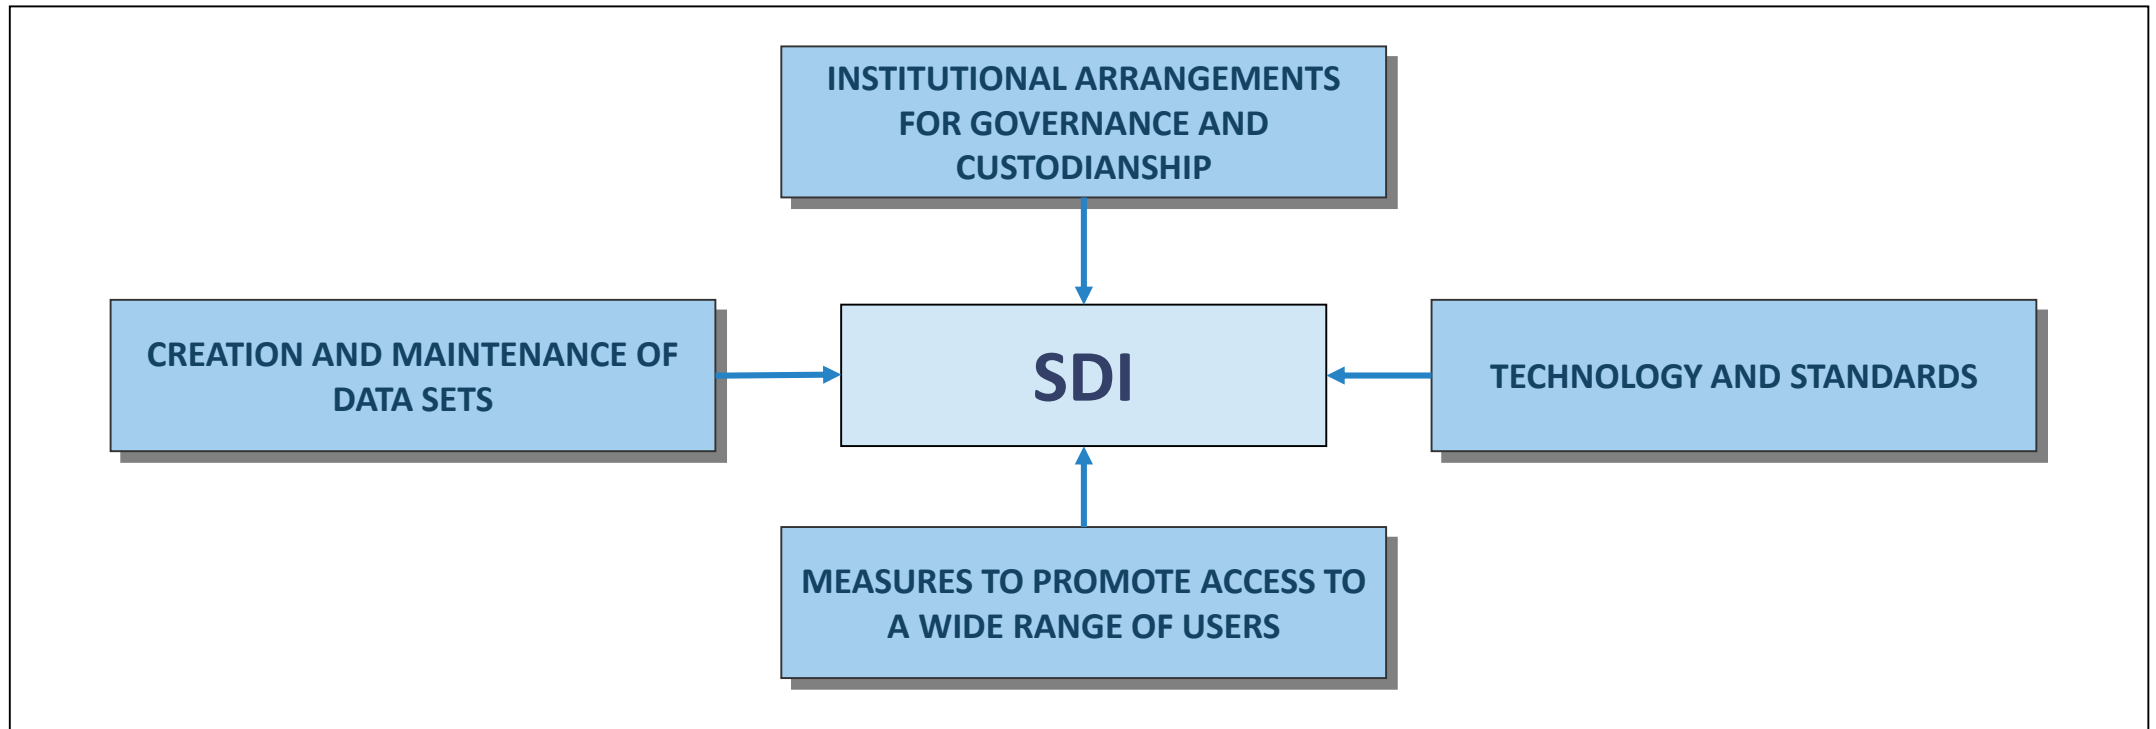 INSTITUTIONAL ARRANGEMENTS
FOR GOVERNANCE AND
CUSTODIANSHIP
CREATION AND MAINTENANCE OF
DATA SETS
SDI
TECHNOLOGY AND STANDARDS
MEASURES TO PROMOTE ACCESS TO
A WIDE RANGE OF USERS